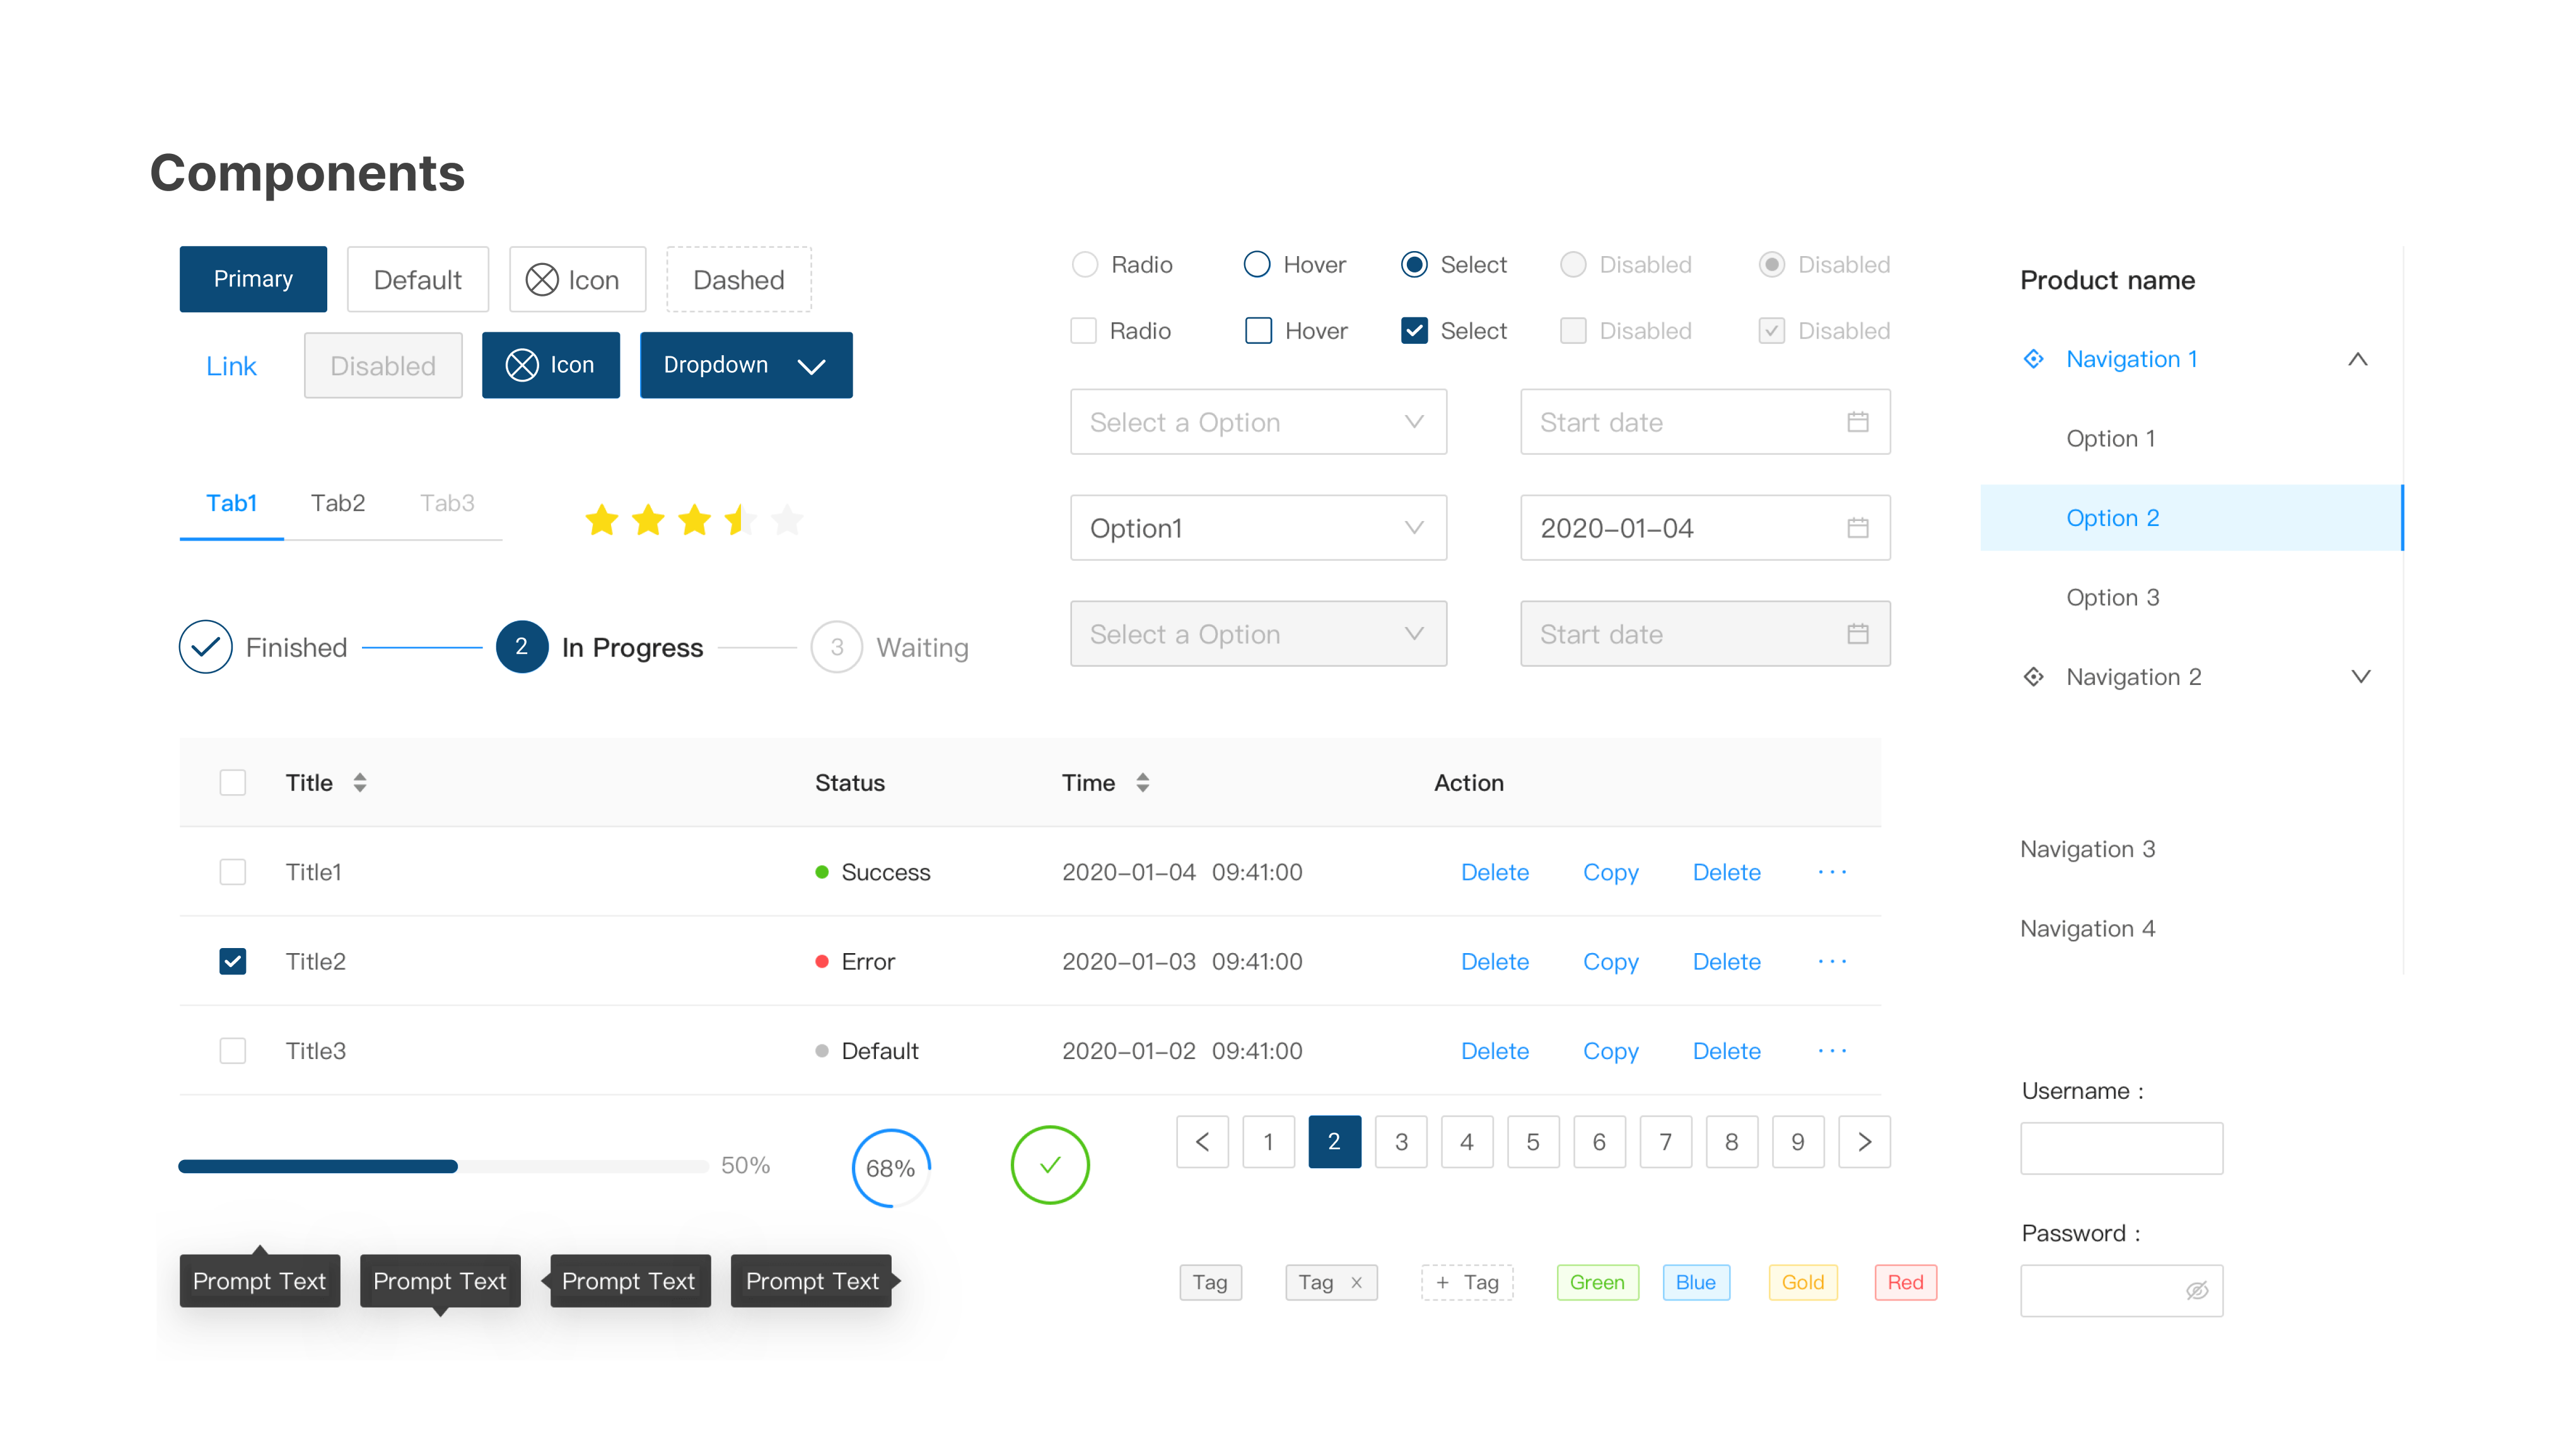 Components
Primary Default Icon Dashed
Link Disabled Icon Dropdown
Tab1 Tab2 Tab3
Finished 2 In Progress 3 Waiting
Radio Hover Select Disabled Disabled
Radio Hover Select Disabled Disabled
Select a Option Start date
Option1 2020-01-04
Select a Option Start date
Product name
Navigation 1
Option 1
Option 2
Option 3
Navigation 2
Navigation 3
Navigation 4
Title Status Time Action
Title1 Success 2020-01-04 09:41:00 Delete Copy Delete ···
Title2 Error 2020-01-03 09:41:00 Delete Copy Delete ···
Title3 Default 2020-01-02 09:41:00 Delete Copy Delete ···
50% 68%
1 2 3 4 5 6 7 8 9
Prompt Text Prompt Text Prompt Text Prompt Text
Tag Tag × + Tag Green Blue Gold Red
Username :
Password :